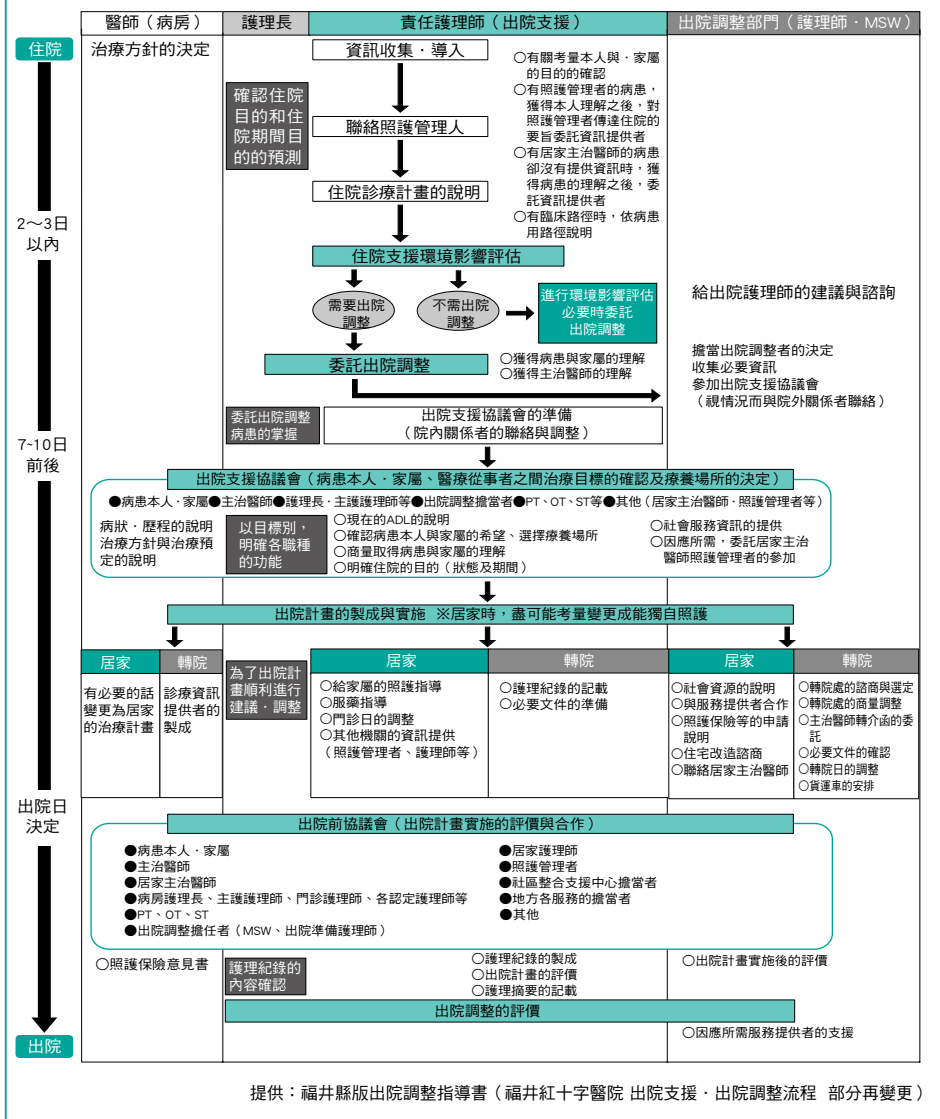 醫師（病房）
護理長
責任護理師（出院支援）
出院調整部門（護理師．MSW）
住院
治療方針的決定
確認住院
目的和住
院期間目
的的預測
資訊收集．導入
聯絡照護管理人
住院診療計畫的說明
○有關考量本人與．家屬
的目的的確認
○有照護管理者的病患，
獲得本人理解之後，對
照護管理者傳達住院的
要旨委託資訊提供者
○有居家主治醫師的病患
卻沒有提供資訊時，獲
得病患的理解之後，委
託資訊提供者
○有臨床路徑時，依病患
用路徑說明
2～3日
以內
住院支援環境影響評估
需要出院
調整
不需出院
調整
進行環境影響評估
必要時委託
出院調整
給出院護理師的建議與諮詢
委託出院調整
○獲得病患與家屬的理解
○獲得主治醫師的理解
擔當出院調整者的決定
收集必要資訊
參加出院支援協議會
（視情況而與院外關係者聯絡）
委託出院調整
病患的掌握
出院支援協議會的準備
（院內關係者的聯絡與調整）
7~10日
前後
出院支援協議會（病患本人．家屬、醫療從事者之間治療目標的確認及療養場所的決定）
●病患本人．家屬●主治醫師●護理長．主護護理師等●出院調整擔當者●PT、OT、ST等●其他（居家主治醫師．照護管理者等）
病狀．歷程的說明
治療方針與治療預
定的說明
以目標別，
明確各職種
的功能
○現在的ADL的說明
○確認病患本人與家屬的希望、選擇療養場所
○商量取得病患與家屬的理解
○明確住院的目的（狀態及期間）
○社會服務資訊的提供
○因應所需，委託居家主治
醫師照護管理者的參加
出院計畫的製成與實施 ※居家時，盡可能考量變更成能獨自照護
居家
轉院
有必要的話
變更為居家
的治療計畫
診療資訊
提供者的
製成
為了出院計
畫順利進行
建議．調整
居家
轉院
○給家屬的照護指導
○服藥指導
○門診日的調整
○其他機關的資訊提供
（照護管理者、護理師等）
○護理紀錄的記載
○必要文件的準備
居家
轉院
○社會資源的說明
○與服務提供者合作
○照護保險等的申請
說明
○住宅改造諮商
○聯絡居家主治醫師
○轉院處的諮商與選定
○轉院處的商量調整
○主治醫師轉介函的委
託
○必要文件的確認
○轉院日的調整
○貨運車的安排
出院日
決定
出院前協議會（出院計畫實施的評價與合作）
●病患本人．家屬
●主治醫師
●居家主治醫師
●病房護理長、主護護理師、門診護理師、各認定護理師等
●PT、OT、ST
●出院調整擔任者（MSW、出院準備護理師）
●居家護理師
●照護管理者
●社區整合支援中心擔當者
●地方各服務的擔當者
●其他
○照護保險意見書
護理紀錄的
內容確認
○護理紀錄的製成
○出院計畫的評價
○護理摘要的記載
○出院計畫實施後的評價
出院調整的評價
出院
○因應所需服務提供者的支援
提供：福井縣版出院調整指導書（福井紅十字醫院 出院支援．出院調整流程 部分再變更）